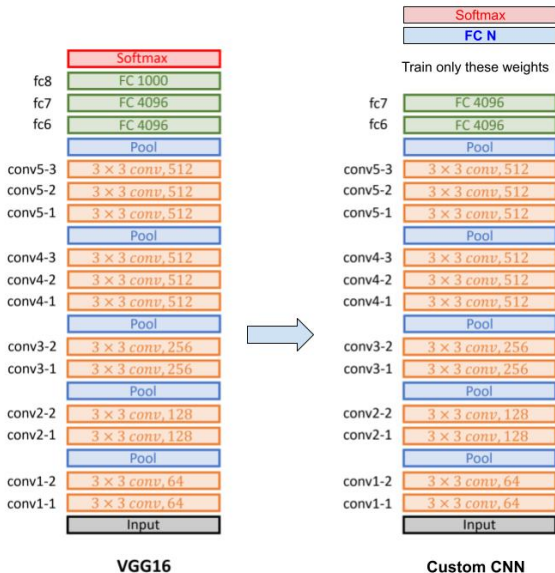 Softmax
fc8 FC 1000
fc7 FC 4096
fc6 FC 4096
Pool
conv5-3 3 × 3 conv, 512
conv5-2 3 × 3 conv, 512
conv5-1 3 × 3 conv, 512
Pool
conv4-3 3 × 3 conv, 512
conv4-2 3 × 3 conv, 512
conv4-1 3 × 3 conv, 512
Pool
conv3-2 3 × 3 conv, 256
conv3-1 3 × 3 conv, 256
Pool
conv2-2 3 × 3 conv, 128
conv2-1 3 × 3 conv, 128
Pool
conv1-2 3 × 3 conv, 64
conv1-1 3 × 3 conv, 64
Input
VGG16
Softmax
FC N
Train only these weights
fc7 FC 4096
fc6 FC 4096
Pool
conv5-3 3 × 3 conv, 512
conv5-2 3 × 3 conv, 512
conv5-1 3 × 3 conv, 512
Pool
conv4-3 3 × 3 conv, 512
conv4-2 3 × 3 conv, 512
conv4-1 3 × 3 conv, 512
Pool
conv3-2 3 × 3 conv, 256
conv3-1 3 × 3 conv, 256
Pool
conv2-2 3 × 3 conv, 128
conv2-1 3 × 3 conv, 128
Pool
conv1-2 3 × 3 conv, 64
conv1-1 3 × 3 conv, 64
Input
Custom CNN